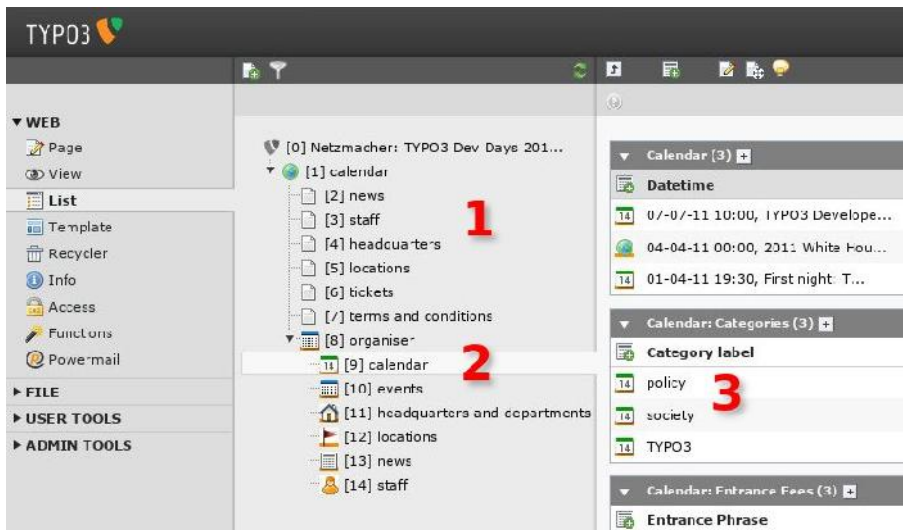 TYPO3
WEB
Page
View
List
Template
Recycler
Info
Access
Functions
Powermail
FILE
USER TOOLS
ADMIN TOOLS
[0] Netzmacher: TYPO3 Dev Days 201...
[1] calendar
[2] news
[3] staff
[4] headquarters
[5] locations
[6] tickets
[7] terms and conditions
[8] organiser
[9] calendar
[10] events
[11] headquarters and departments
[12] locations
[13] news
[14] staff
1
2
Calendar (3)
Datetime
07-07-11 10:00, TYPO3 Develope...
04-04-11 00:00, 2011 White Hou...
01-04-11 19:30, First night: T...
Calendar: Categories (3)
Category label
policy
society
TYPO3
3
Calendar: Entrance Fees (3)
Entrance Phrase